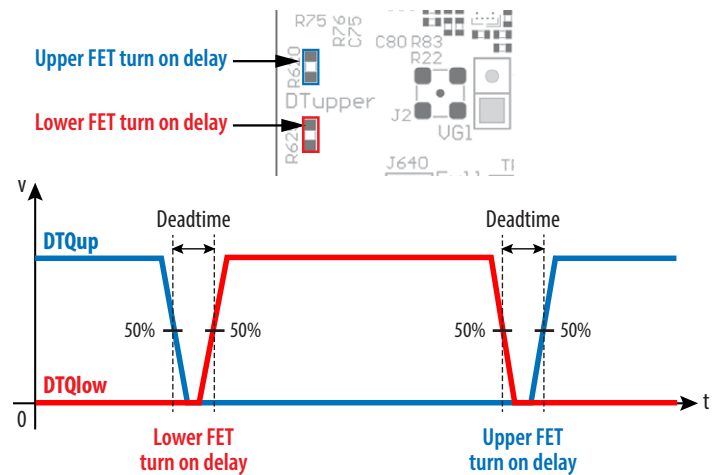 R75
R76
C75
C80 R83
R22
Upper FET turn on delay
DTupper
Lower FET turn on delay
J2
VG1
J640
v
Deadtime
Deadtime
DTQup
50%
50%
50%
50%
DTQlow
0
t
Lower FET
turn on delay
Upper FET
turn on delay